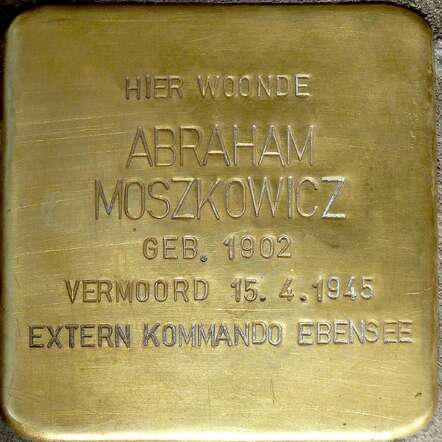 HIER WOONDE
ABRAHAM
MOSZKOWICZ
GEB. 1902
VERMOORD 15.4.1945
EXTERN KOMMANDO EBENSEE